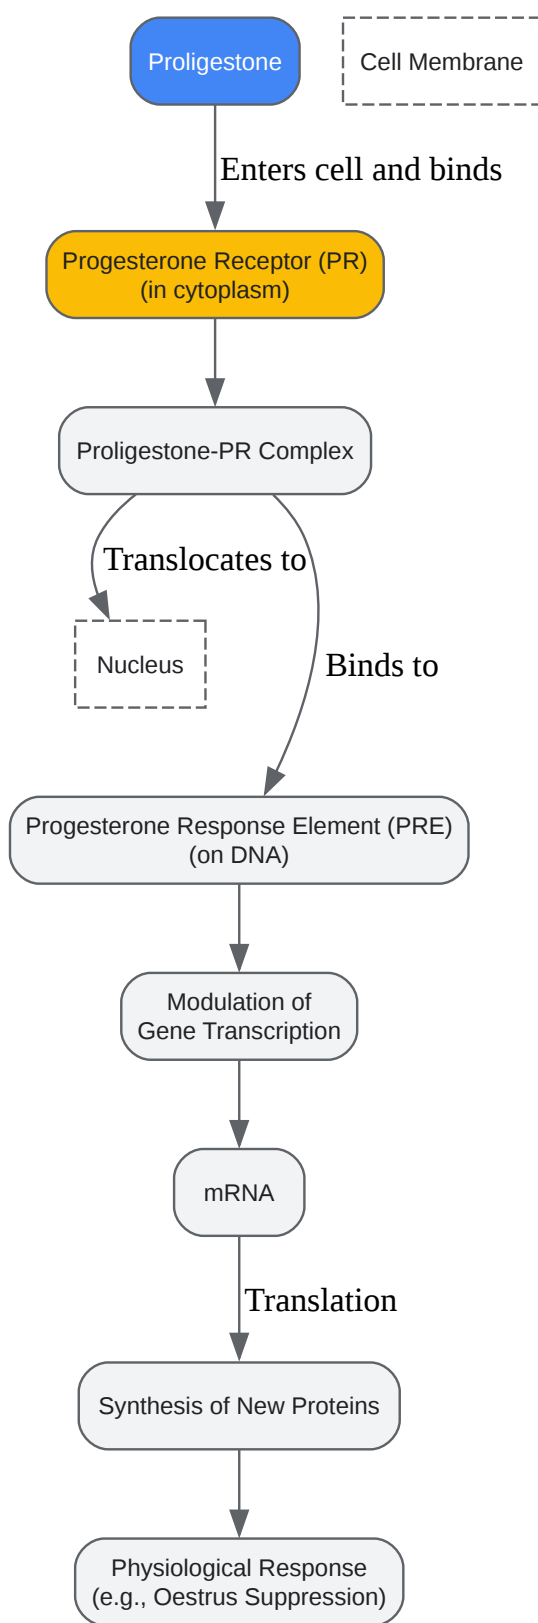 Proligestone
Cell Membrane
Enters cell and binds
Progesterone Receptor (PR)
(in cytoplasm)
Proligestone-PR Complex
Translocates to
Nucleus
Binds to
Progesterone Response Element (PRE)
(on DNA)
Modulation of
Gene Transcription
mRNA
Translation
Synthesis of New Proteins
Physiological Response
(e.g., Oestrus Suppression)